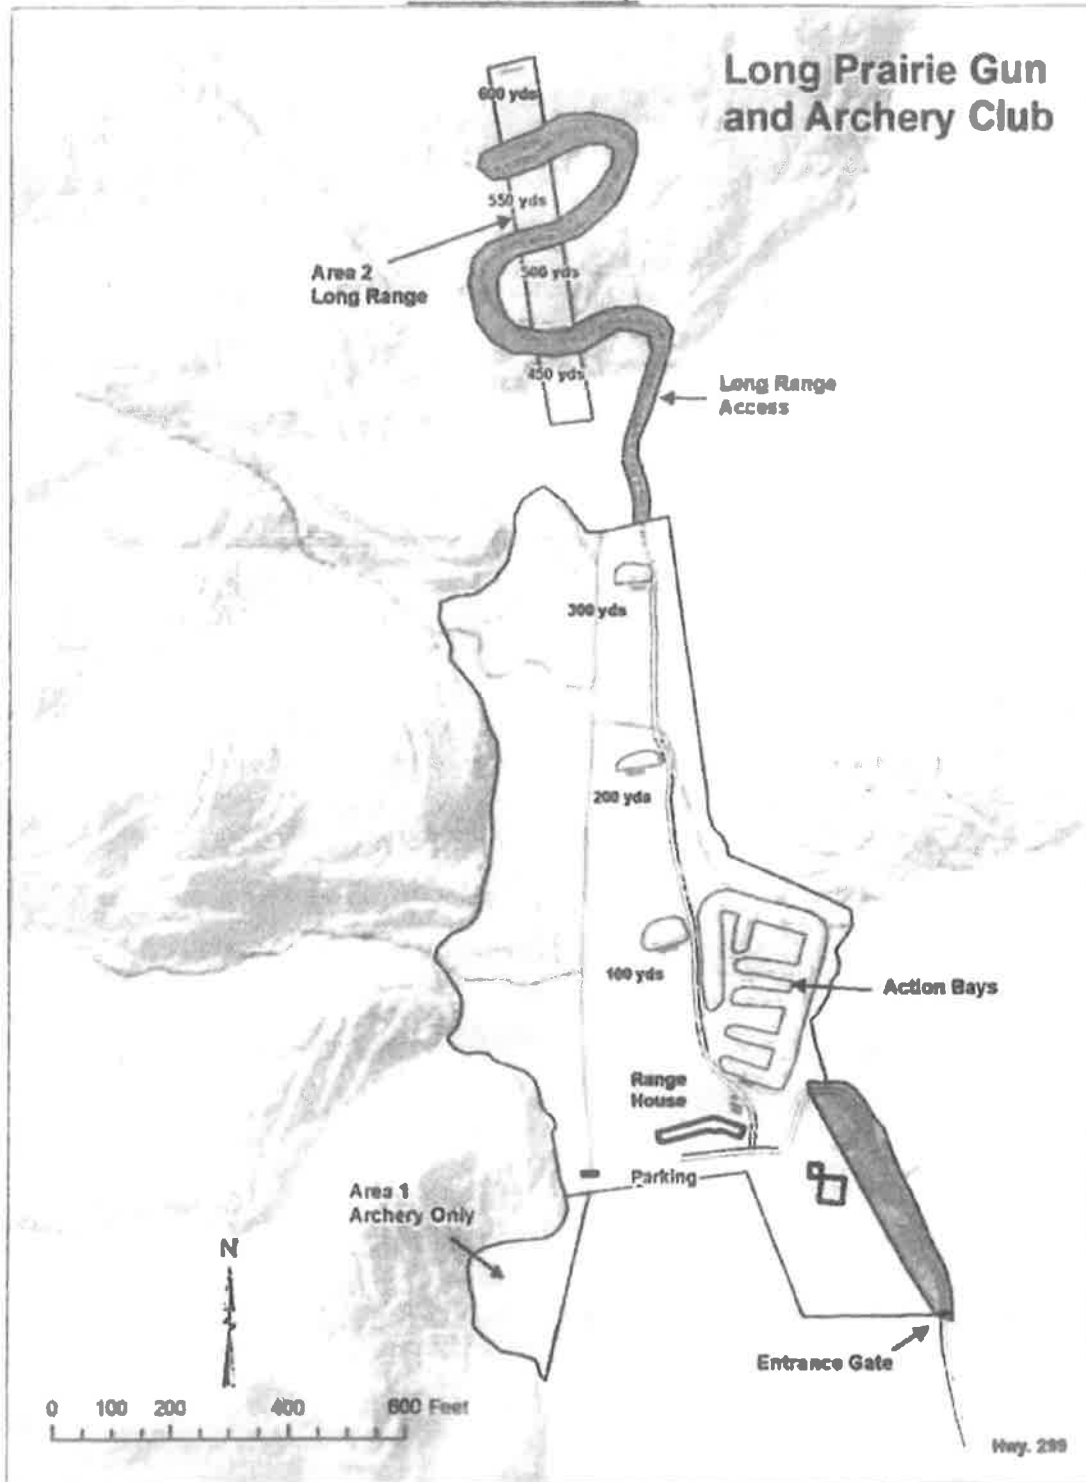 Long Prairie Gun
and Archery Club
600 yds
550 yds
Area 2
Long Range
500 yds
450 yds
Long Range
Access
300 yds
200 yds
100 yds
Action Bays
Range
House
Parking
Area 1
Archery Only
N
Entrance Gate
0 100 200 400 600 Feet
Hwy. 299